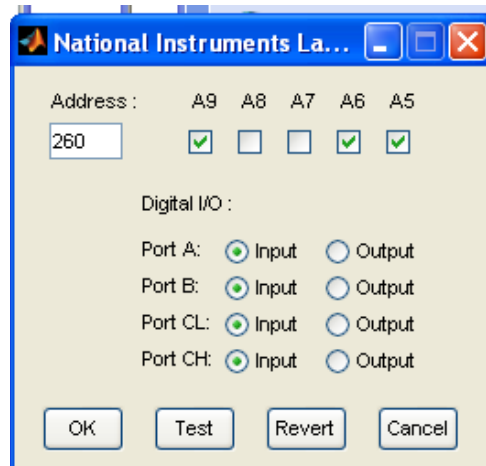 National Instruments La...
Address : A9 A8 A7 A6 A5
260
Digital I/O :
Port A: Input Output
Port B: Input Output
Port CL: Input Output
Port CH: Input Output
OK Test Revert Cancel